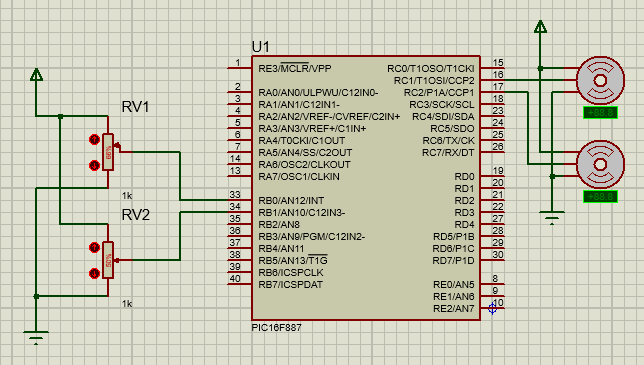 U1
1 RE3/MCLR/VPP RC0/T1OSO/T1CKI 15
RC1/T1OSI/CCP2 16
2 RA0/AN0/ULPWU/C12IN0- RC2/P1A/CCP1 17
3 RA1/AN1/C12IN1- RC3/SCK/SCL 18
4 RA2/AN2/VREF-/CVREF/C2IN+ RC4/SDI/SDA 23
5 RA3/AN3/VREF+/C1IN+ RC5/SDO 24
6 RA4/T0CKI/C1OUT RC6/TX/CK 25
7 RA5/AN4/SS/C2OUT RC7/RX/DT 26
14 RA6/OSC2/CLKOUT
13 RA7/OSC1/CLKIN RD0 19
RD1 20
33 RB0/AN12/INT RD2 21
34 RB1/AN10/C12IN3- RD3 22
35 RB2/AN8 RD4 27
36 RB3/AN9/PGM/C12IN2- RD5/P1B 28
37 RB4/AN11 RD6/P1C 29
38 RB5/AN13/T1G RD7/P1D 30
39 RB6/ICSPCLK
40 RB7/ICSPDAT RE0/AN5 8
RE1/AN6 9
RE2/AN7 10
PIC16F887
RV1
1k
RV2
50%
1k